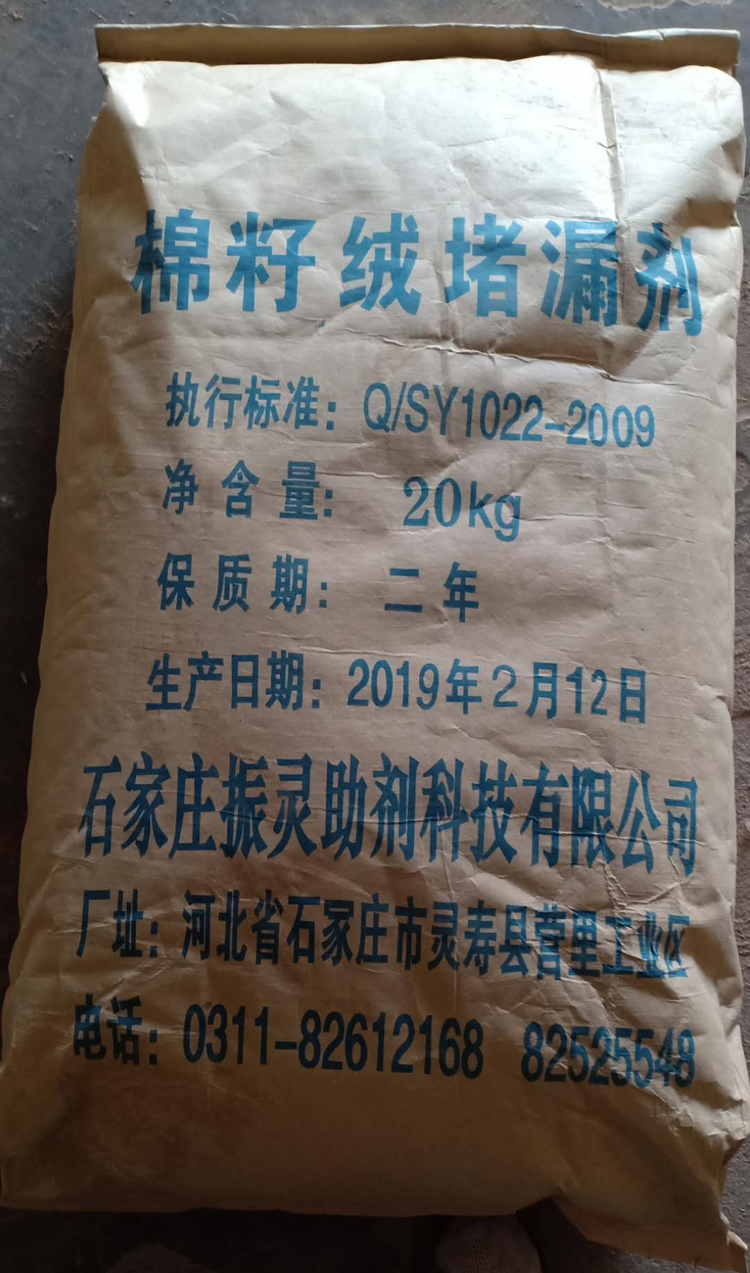 棉籽绒堵漏剂
执行标准：Q/SY1022-2009
净含量：20kg
保质期：二年
生产日期：2019年2月12日
石家庄振灵助剂科技有限公司
厂址：河北省石家庄市灵寿县营里工业区
电话：0311-82612168 82525548